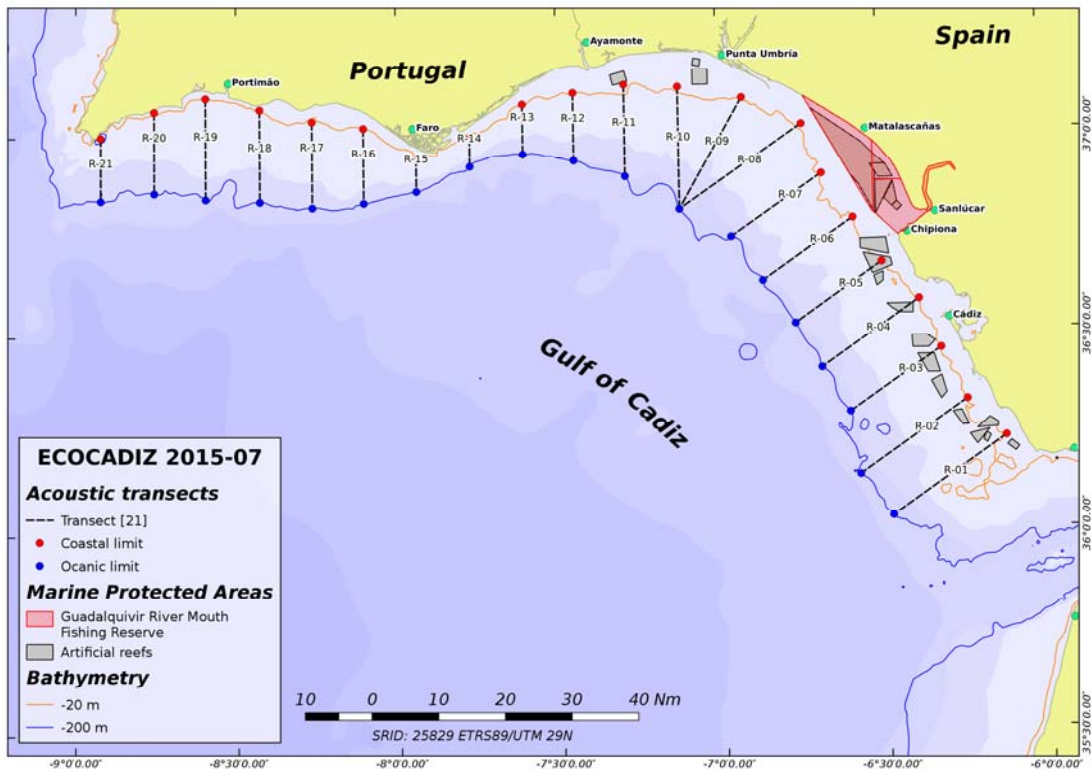 Spain
Ayamonte
Punta Umbría
Portugal
Portimão
Faro
Matalascañas
Sanlúcar
Chipiona
Cádiz
R-21
R-20
R-19
R-18
R-17
R-16
R-15
R-14
R-13
R-12
R-11
R-10
R-09
R-08
R-07
R-06
R-05
R-04
R-03
R-02
R-01
Gulf of Cadiz
ECOCADIZ 2015-07
Acoustic transects
Transect [21]
Coastal limit
Ocanic limit
Marine Protected Areas
Guadalquivir River Mouth
Fishing Reserve
Artificial reefs
Bathymetry
-20 m
-200 m
10 0 10 20 30 40 Nm
SRID: 25829 ETRS89/UTM 29N
37°0'0.00"
36°30'0.00"
36°0'0.00"
35°30'0.00"
-9°0'0.00" -8°30'0.00" -8°0'0.00" -7°30'0.00" -7°0'0.00" -6°30'0.00" -6°0'0.00"